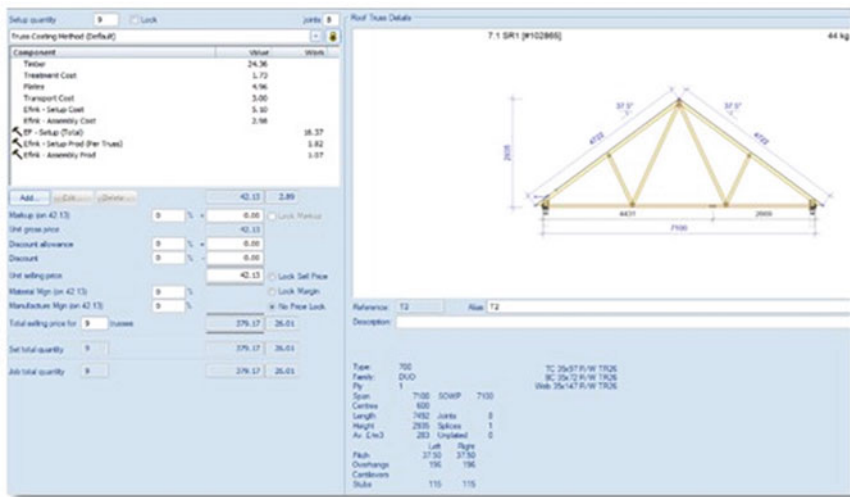 Setup quantity 9 Lock joints 8
Truss Costing Method (Default)
Component Value Work
Timber 24.36
Treatment Cost 1.73
Plates 4.96
Transport Cost 3.00
Efink - Setup Cost 5.10
Efink - Assembly Cost 2.98
EP - Setup (Total) 16.37
Efink - Setup Prod (Per Truss) 1.82
Efink - Assembly Prod 1.07
Add... Edit... Delete... 42.13 2.89
Markup (on 42.13) 0 % + 0.00 Lock Markup
Unit gross price 42.13
Discount allowance 0 % + 0.00
Discount 0 % - 0.00
Unit selling price 42.13 Lock Sell Price
Material Mgn (on 42.13) 0 % Lock Margin
Manufacture Mgn (on 42.13) 0 % No Price Lock
Total selling price for 9 trusses 379.17 26.01
Set total quantity 9 379.17 26.01
Job total quantity 9 379.17 26.01
Roof Truss Details
7.1 SR1 [#102865] 44 kg
37.5° 37.5°
4722 4722
2935
4431 2669
7100
Reference: T2 Alias T2
Description:
Type: 700 TC 35x97 R/W TR26
Family: DUO BC 35x72 R/W TR26
Ply 1 Web 35x147 R/W TR26
Span 7100 SOWP 7100
Centres 600
Length 7492 Joints 8
Height 2935 Splices 1
Av. £/m3 283 Unplated 0
Left Right
Pitch 37.50 37.50
Overhangs 196 196
Cantilevers
Stubs 115 115